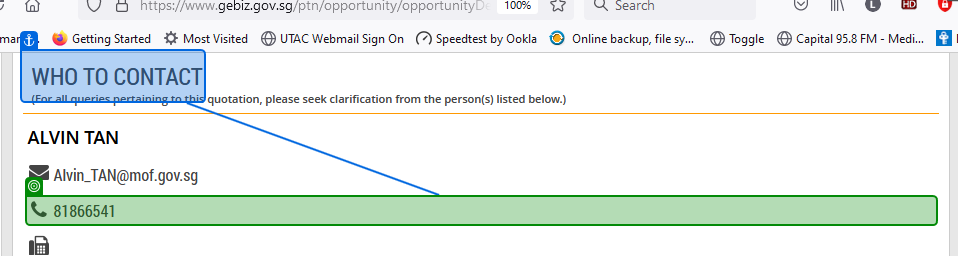 https://www.gebiz.gov.sg/ptn/opportunity/opportunityDe
100%
Search
L
HD
Getting Started
Most Visited
UTAC Webmail Sign On
Speedtest by Ookla
Online backup, file sy...
Toggle
Capital 95.8 FM - Medi...
WHO TO CONTACT
(For all queries pertaining to this quotation, please seek clarification from the person(s) listed below.)
ALVIN TAN
Alvin_TAN@mof.gov.sg
81866541